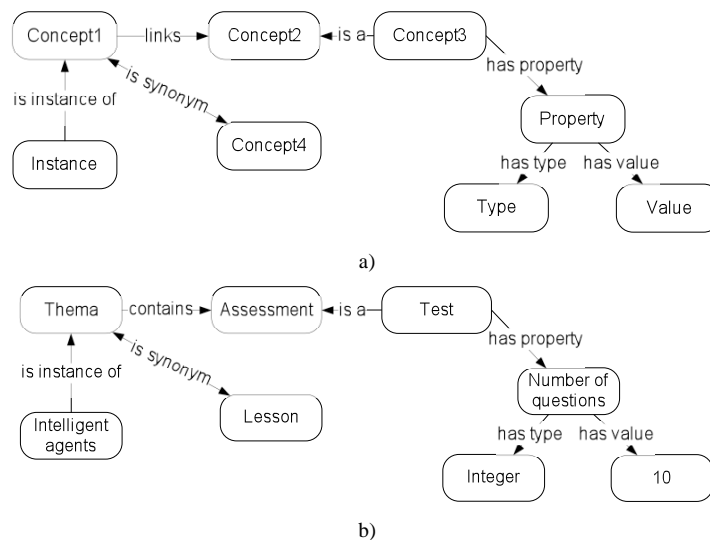 Concept1
links
Concept2
is a
Concept3
has property
is instance of
is synonym
Property
Concept4
Instance
has type
has value
Type
Value
a)
Thema
contains
Assessment
is a
Test
has property
is synonym
is instance of
Number of
questions
Lesson
Intelligent
agents
has type
has value
Integer
10
b)